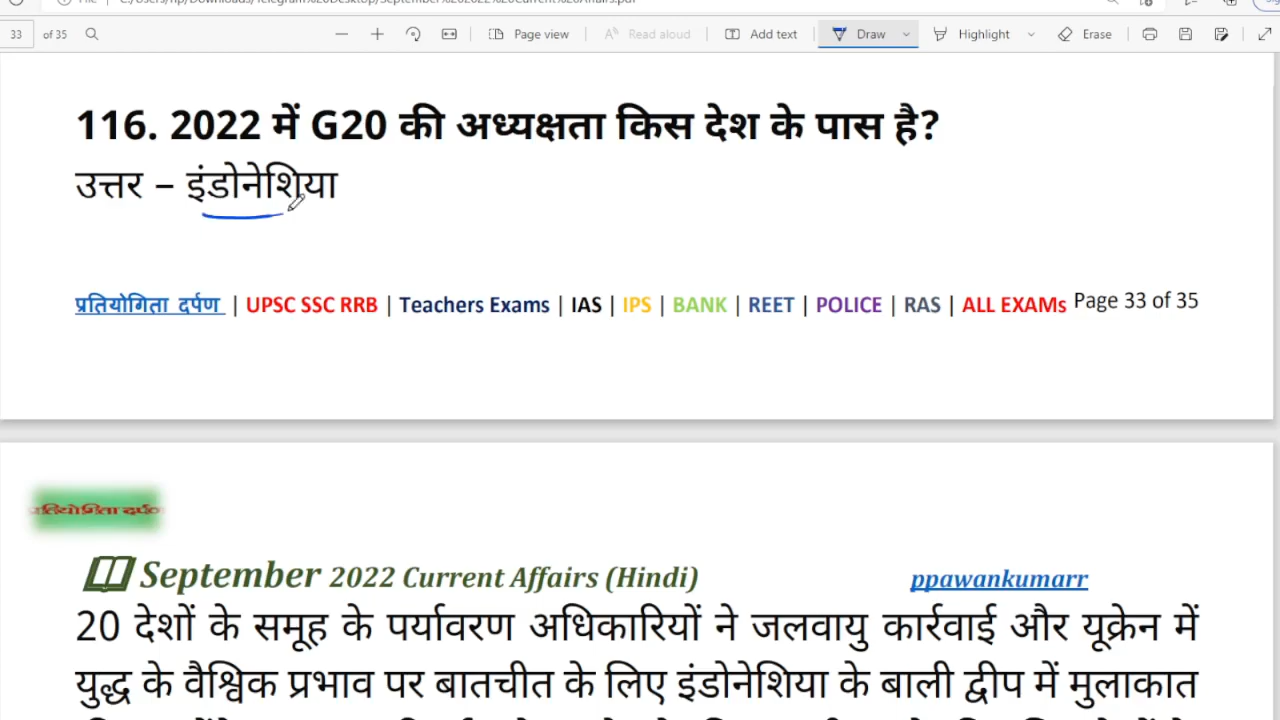 33 of 35 Page view Read aloud Add text Draw Highlight Erase
116. 2022 में G20 की अध्यक्षता किस देश के पास है?
उत्तर – इंडोनेशिया
प्रतियोगिता दर्पण | UPSC SSC RRB | Teachers Exams | IAS | IPS | BANK | REET | POLICE | RAS | ALL EXAMs Page 33 of 35
प्रतियोगिता दर्पण
September 2022 Current Affairs (Hindi) ppawankumarr
20 देशों के समूह के पर्यावरण अधिकारियों ने जलवायु कार्रवाई और यूक्रेन में
युद्ध के वैश्विक प्रभाव पर बातचीत के लिए इंडोनेशिया के बाली द्वीप में मुलाकात